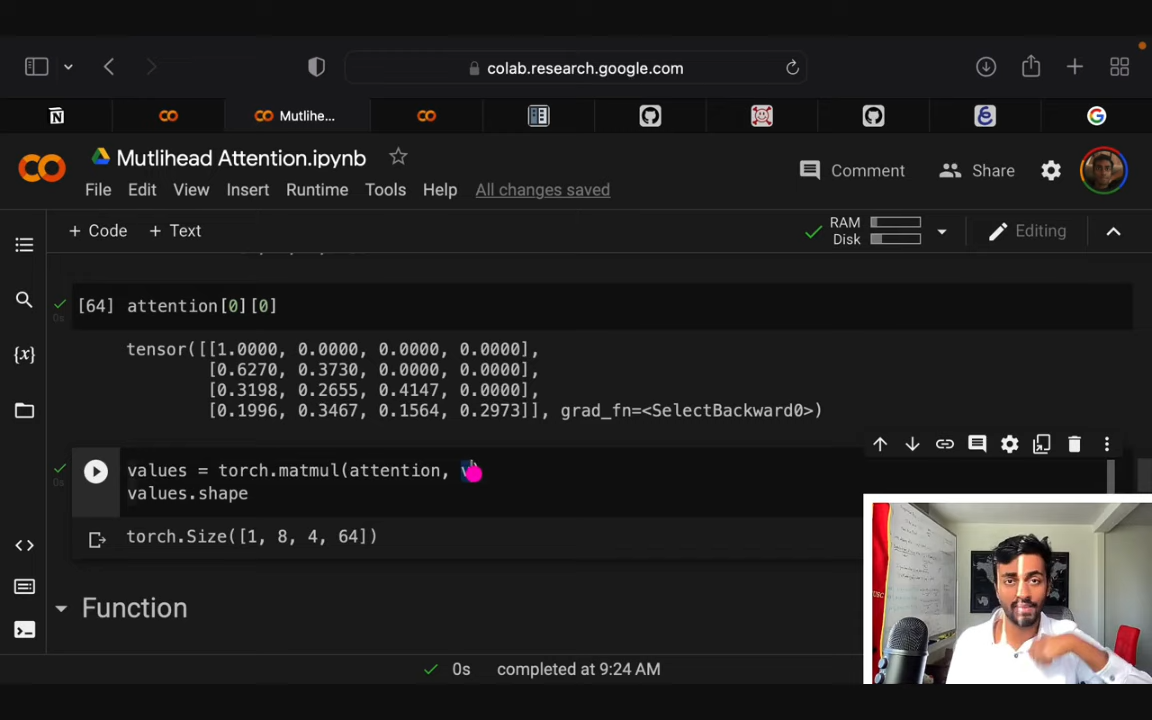 colab.research.google.com
Mutlihe...
Mutlihead Attention.ipynb
Comment
Share
File Edit View Insert Runtime Tools Help All changes saved
+ Code + Text
RAM
Disk
Editing
[64] attention[0][0]
0s
tensor([[1.0000, 0.0000, 0.0000, 0.0000],
[0.6270, 0.3730, 0.0000, 0.0000],
[0.3198, 0.2655, 0.4147, 0.0000],
[0.1996, 0.3467, 0.1564, 0.2973]], grad_fn=<SelectBackward0>)
values = torch.matmul(attention, v)
0s
values.shape
torch.Size([1, 8, 4, 64])
Function
0s completed at 9:24 AM